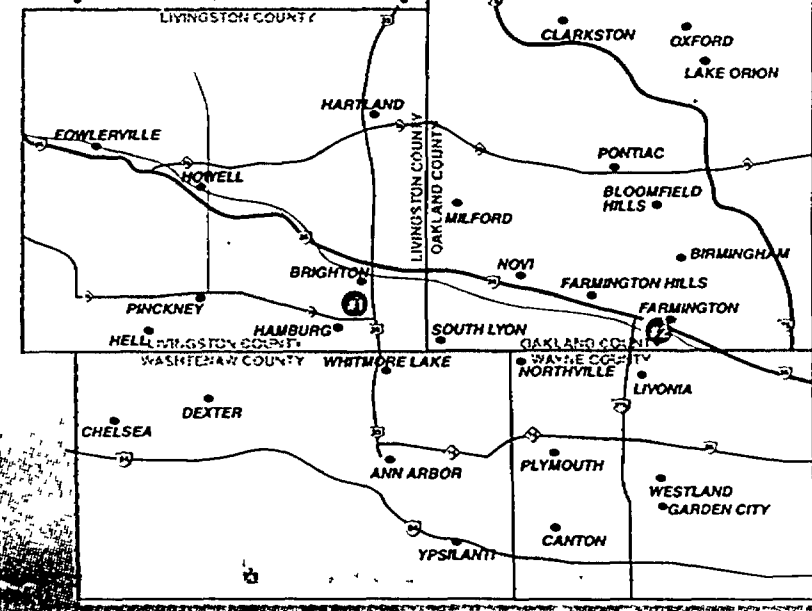 LIVINGSTON COUNTY
CLARKSTON
OXFORD
LAKE ORION
HARTLAND
FOWLERVILLE
HOWELL
LIVINGSTON COUNTY
OAKLAND COUNTY
PONTIAC
BLOOMFIELD
HILLS
MILFORD
BIRMINGHAM
BRIGHTON
NOVI
FARMINGTON HILLS
PINCKNEY
FARMINGTON
HELL
HAMBURG
SOUTH LYON
LIVINGSTON COUNTY
OAKLAND COUNTY
WASHTENAW COUNTY
WAYNE COUNTY
WHITMORE LAKE
NORTHVILLE
LIVONIA
DEXTER
CHELSEA
ANN ARBOR
PLYMOUTH
WESTLAND
GARDEN CITY
CANTON
YPSILANTI